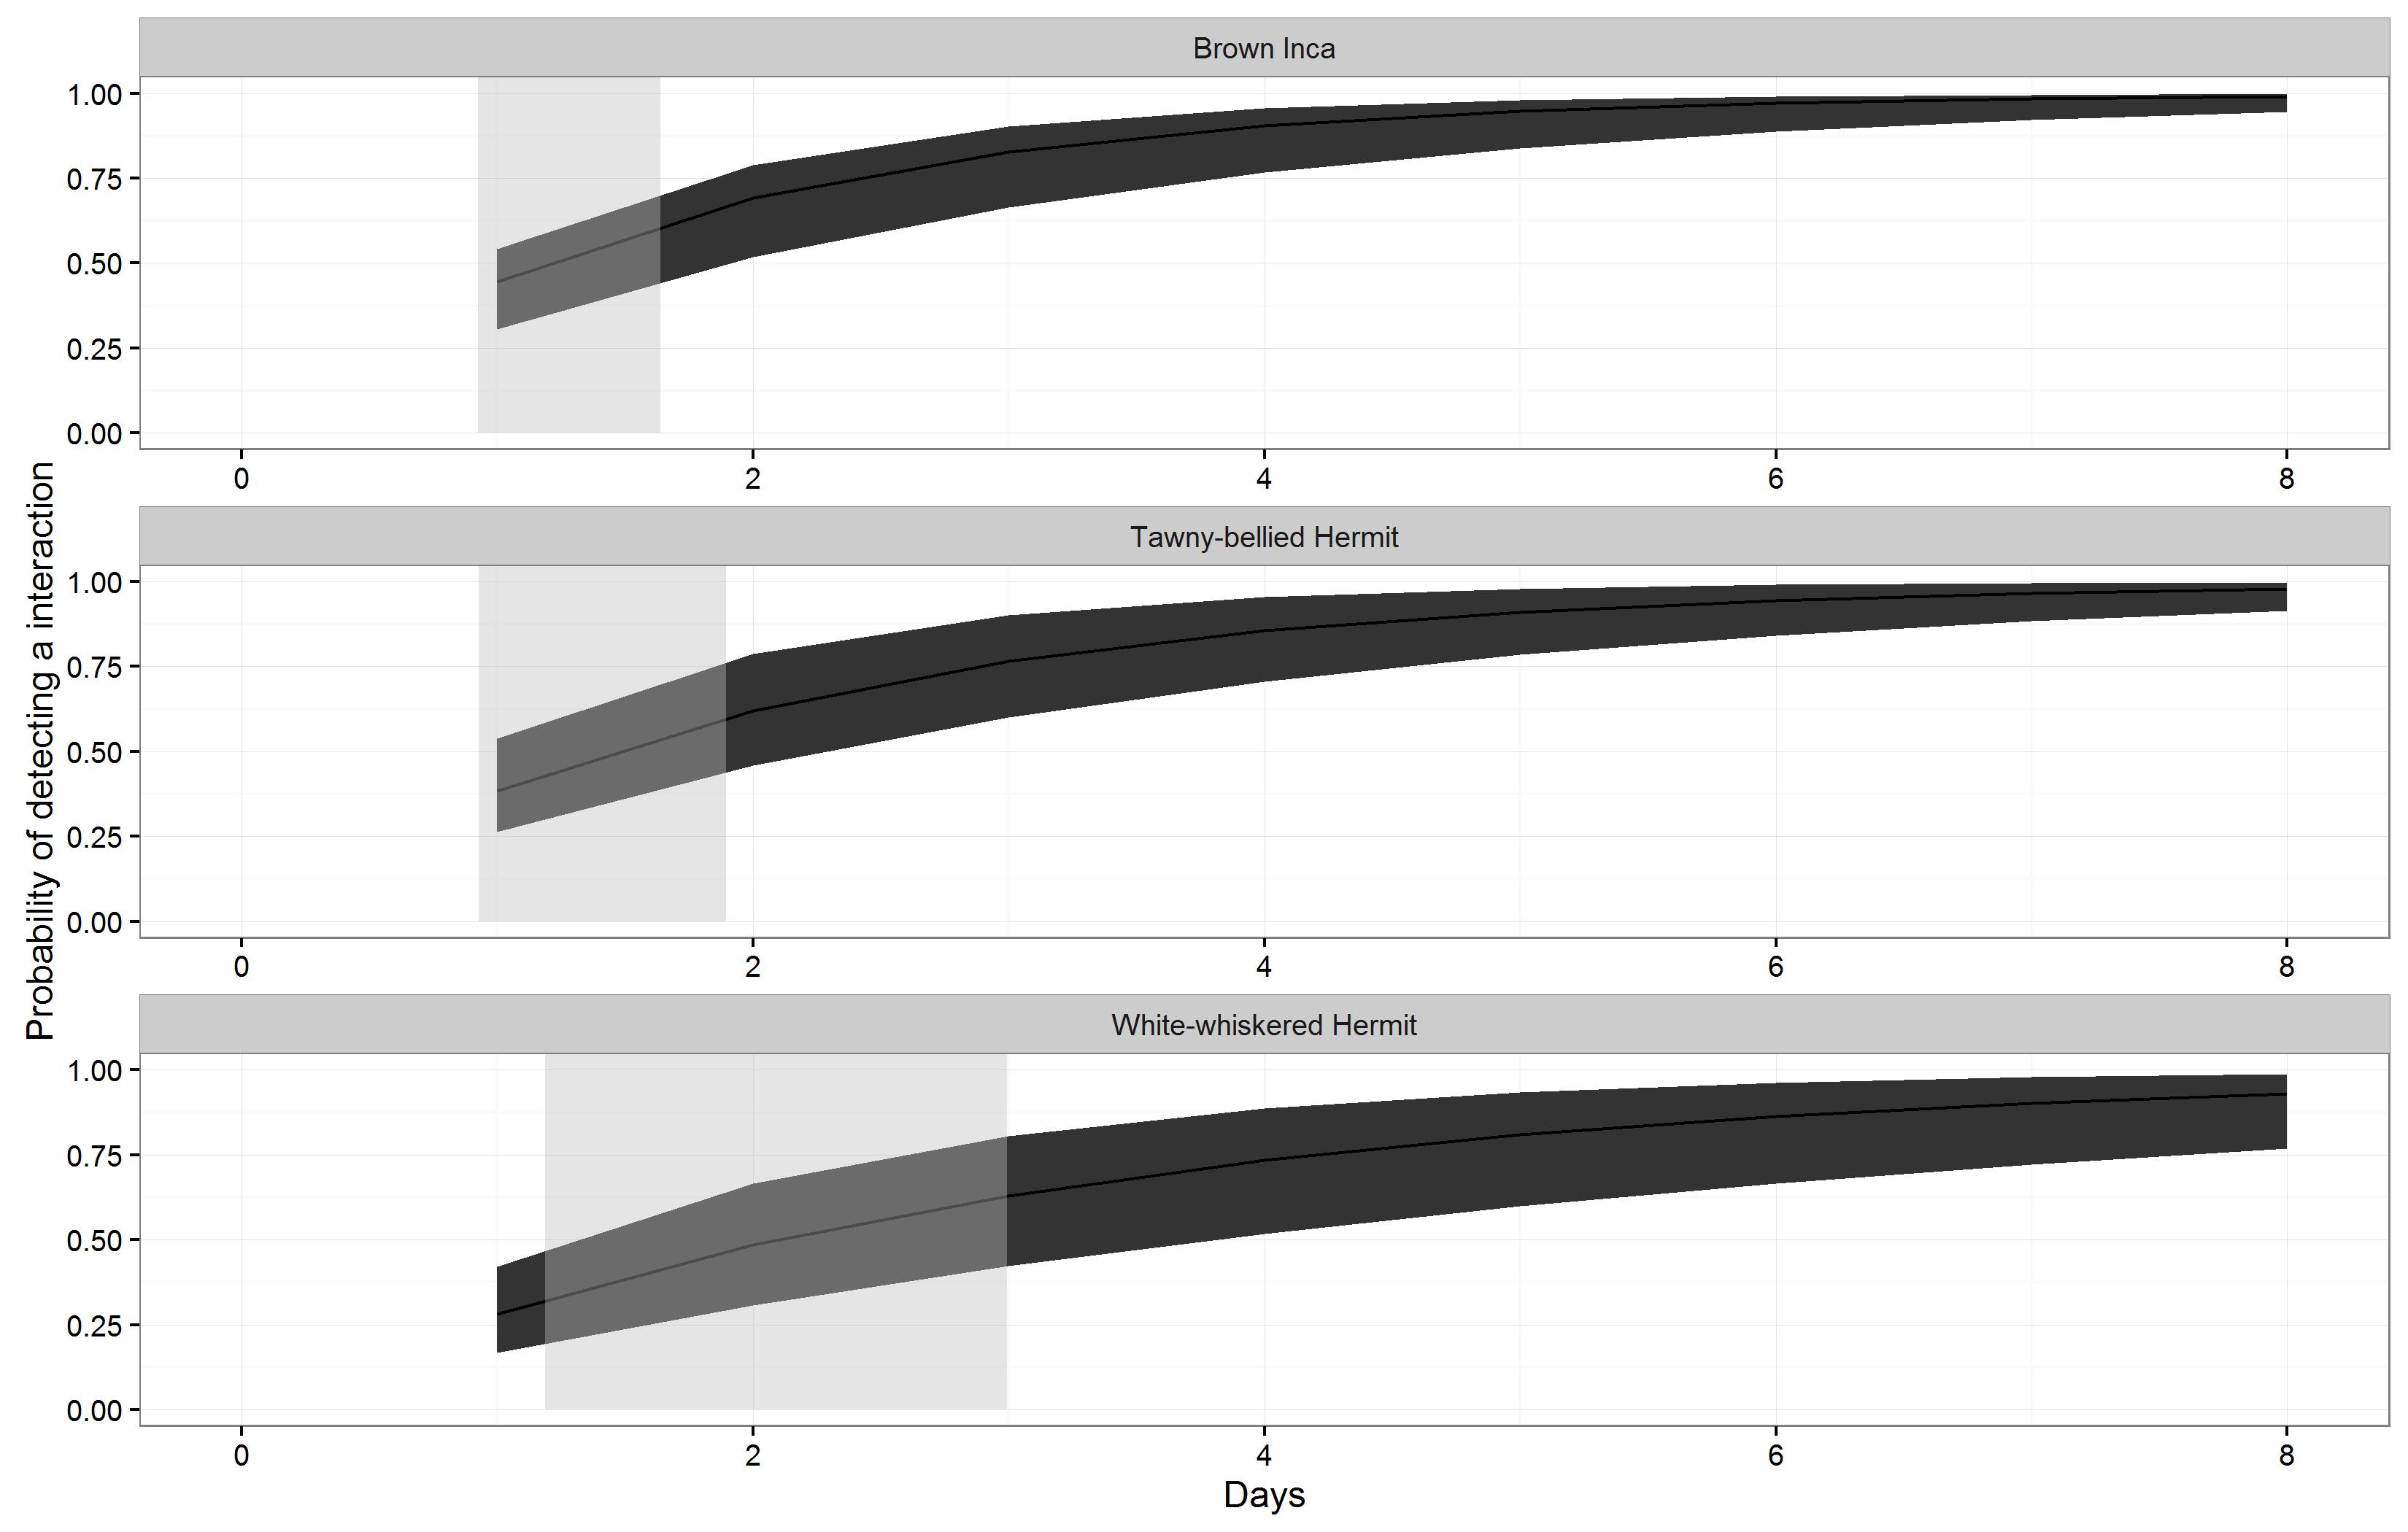 Probability of detecting a interaction
Brown Inca
1.00
0.75
0.50
0.25
0.00
0 2 4 6 8
Tawny-bellied Hermit
1.00
0.75
0.50
0.25
0.00
0 2 4 6 8
White-whiskered Hermit
1.00
0.75
0.50
0.25
0.00
0 2 4 6 8
Days